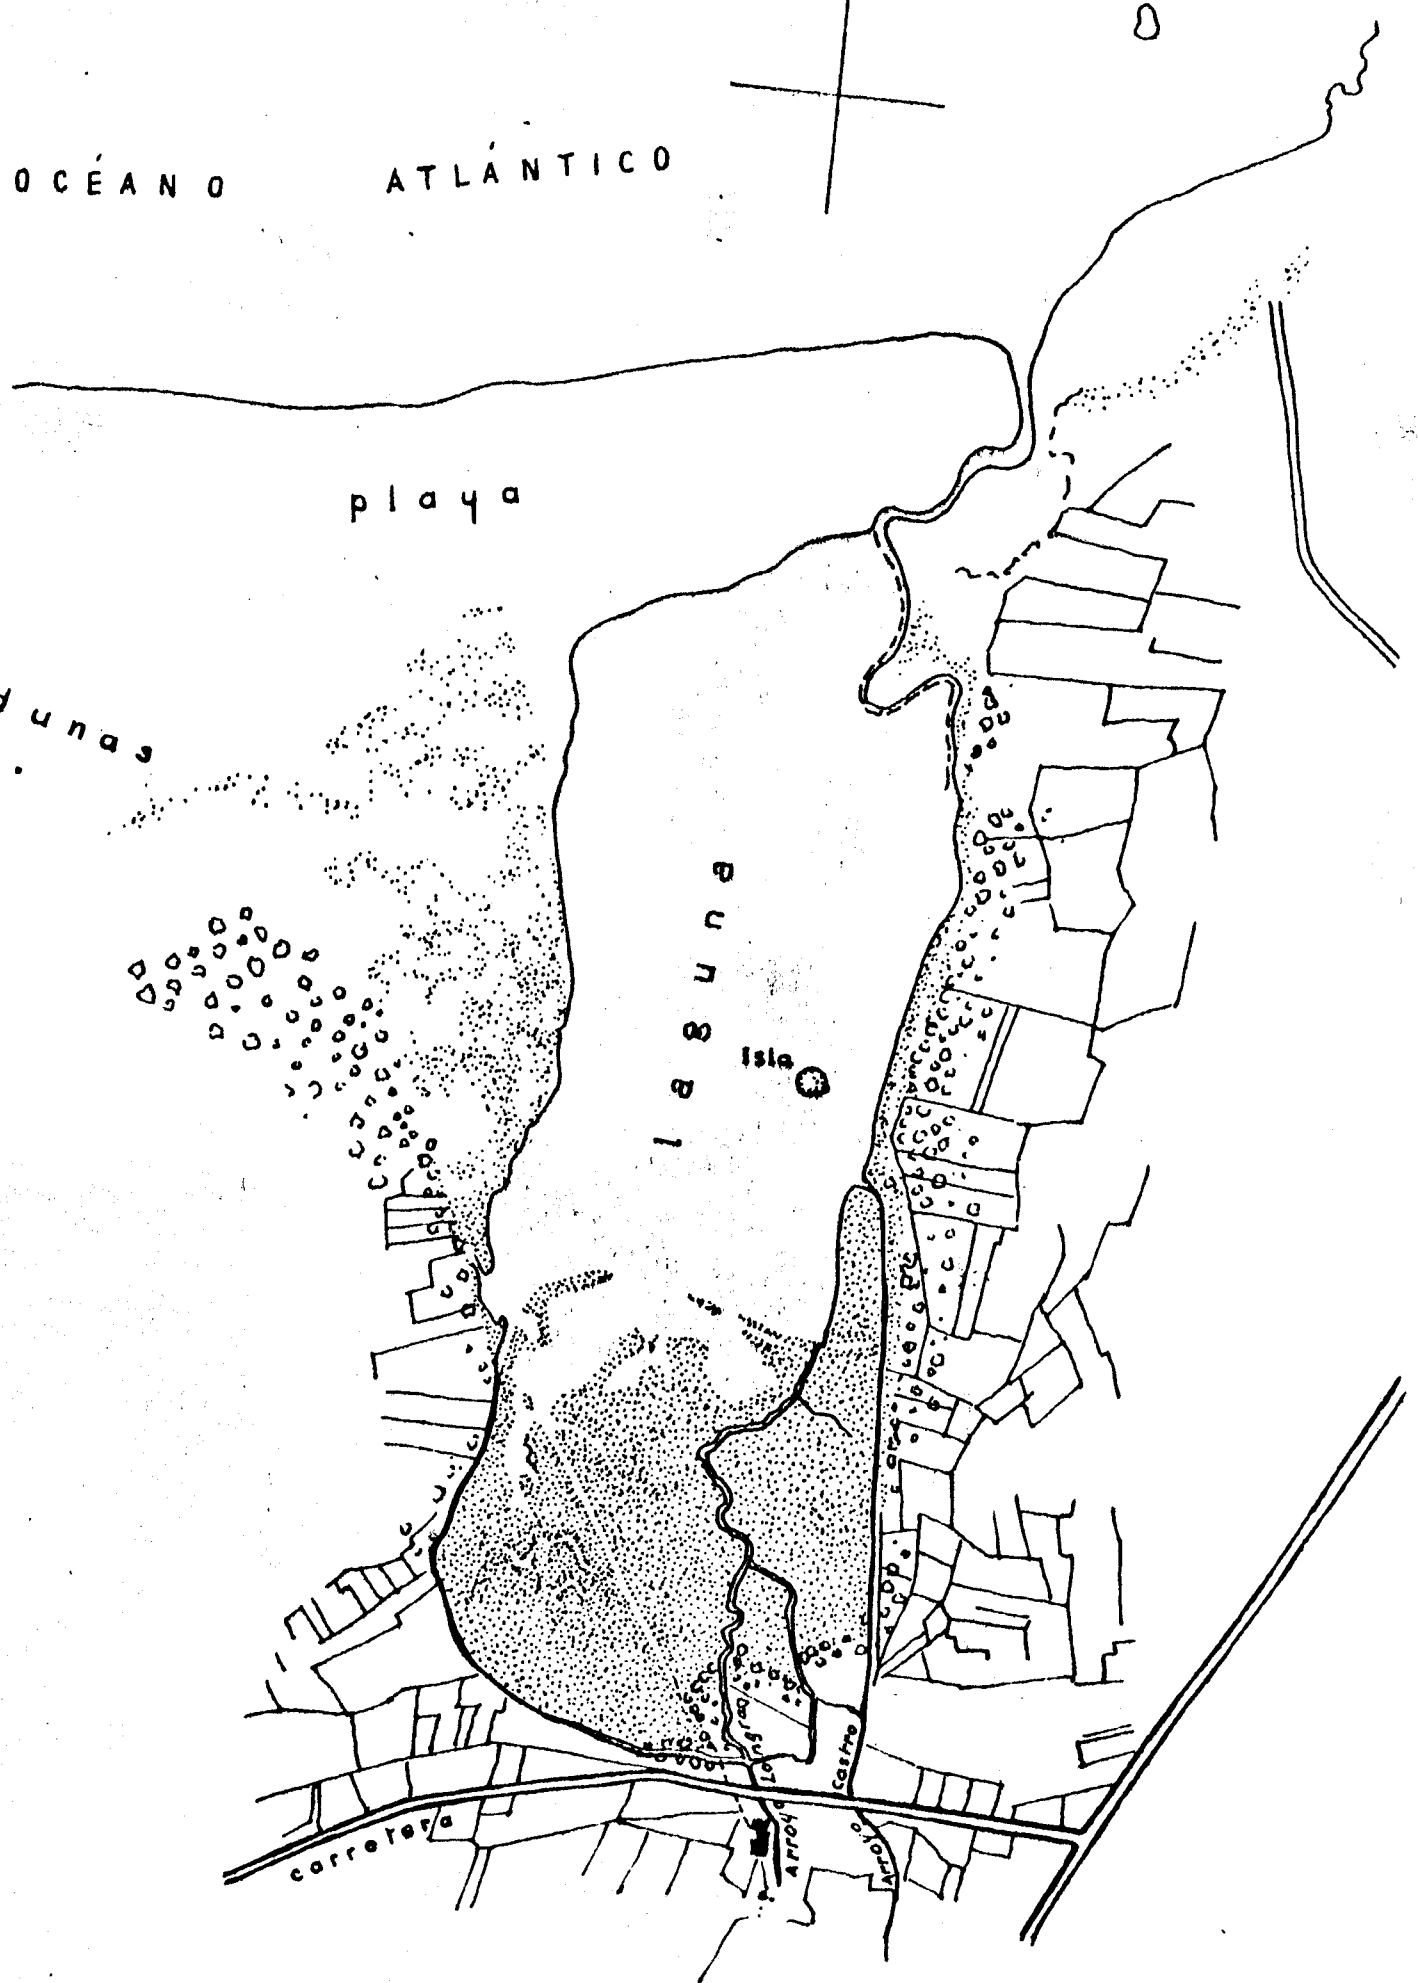 OCÉANO ATLÁNTICO
playa
dunas
laguna
Isla
Castro
carretera
Arroyo
Arroyo